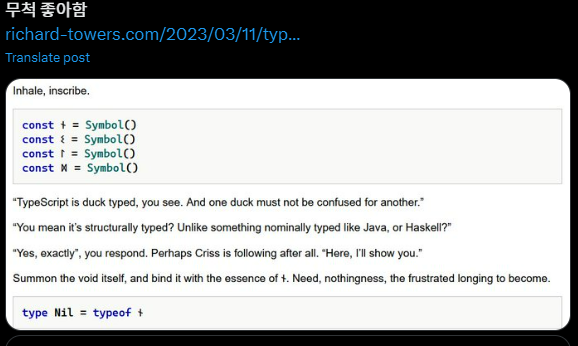 무척 좋아함
richard-towers.com/2023/03/11/typ...
Translate post
Inhale, inscribe.
const ᚾ = Symbol()
const ᛊ = Symbol()
const ᛚ = Symbol()
const ᛞ = Symbol()
“TypeScript is duck typed, you see. And one duck must not be confused for another.”
“You mean it’s structurally typed? Unlike something nominally typed like Java, or Haskell?”
“Yes, exactly”, you respond. Perhaps Criss is following after all. “Here, I’ll show you.”
Summon the void itself, and bind it with the essence of ᚾ. Need, nothingness, the frustrated longing to become.
type Nil = typeof ᚾ